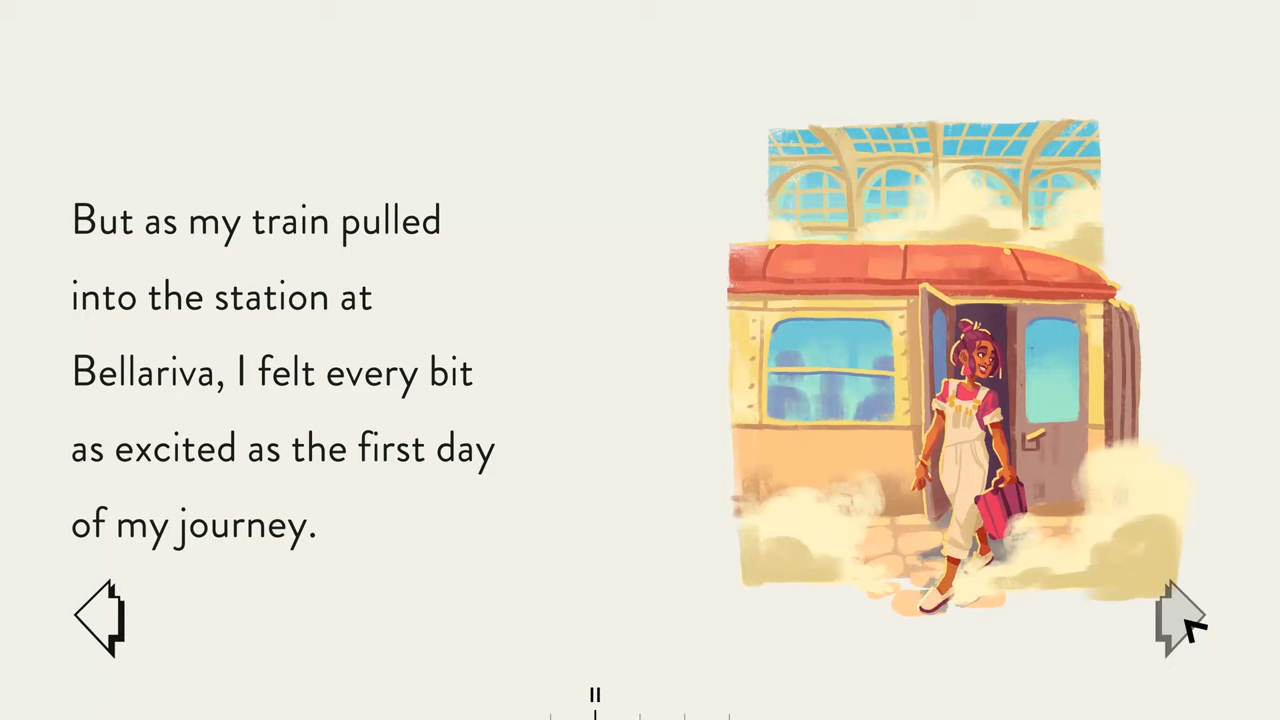 But as my train pulled
into the station at
Bellariva, I felt every bit
as excited as the first day
of my journey.
II